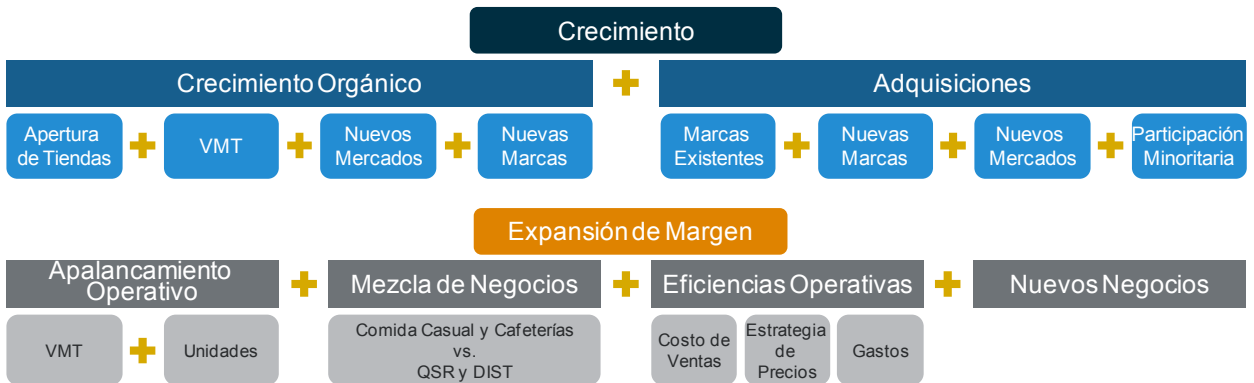 Crecimiento
Crecimiento Orgánico
Adquisiciones
Apertura
de Tiendas
VMT
Nuevos
Mercados
Nuevas
Marcas
Marcas
Existentes
Nuevas
Marcas
Nuevos
Mercados
Participación
Minoritaria
Expansión de Margen
Apalancamiento
Operativo
Mezcla de Negocios
Eficiencias Operativas
Nuevos Negocios
VMT
Unidades
Comida Casual y Cafeterías
vs.
QSR y DIST
Costo de
Ventas
Estrategia
de
Precios
Gastos